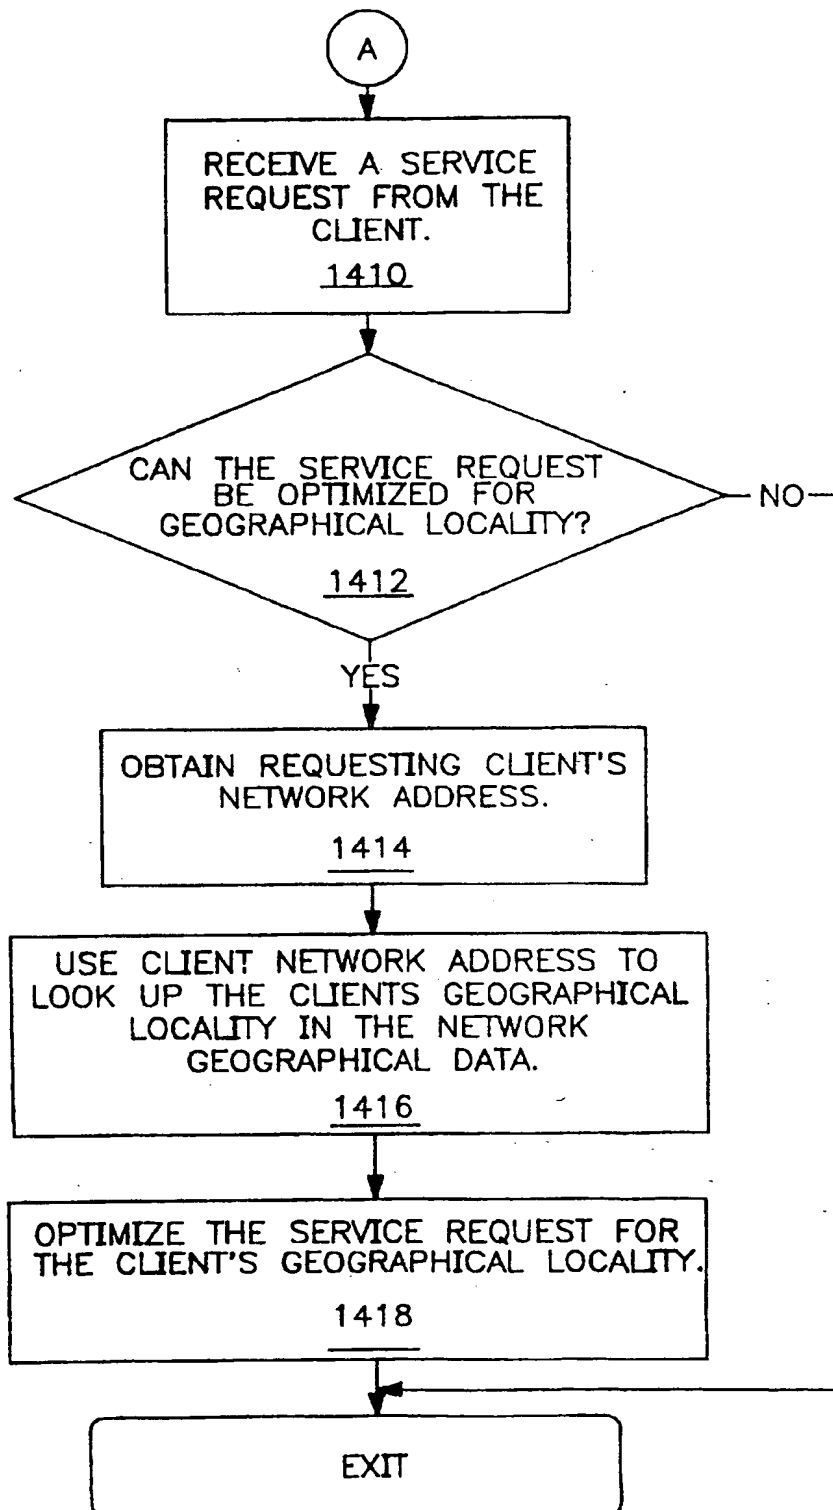 A
RECEIVE A SERVICE
REQUEST FROM THE
CLIENT.
1410
CAN THE SERVICE REQUEST
BE OPTIMIZED FOR
GEOGRAPHICAL LOCALITY?
1412
NO
YES
OBTAIN REQUESTING CLIENT'S
NETWORK ADDRESS.
1414
USE CLIENT NETWORK ADDRESS TO
LOOK UP THE CLIENTS GEOGRAPHICAL
LOCALITY IN THE NETWORK
GEOGRAPHICAL DATA.
1416
OPTIMIZE THE SERVICE REQUEST FOR
THE CLIENT'S GEOGRAPHICAL LOCALITY.
1418
EXIT